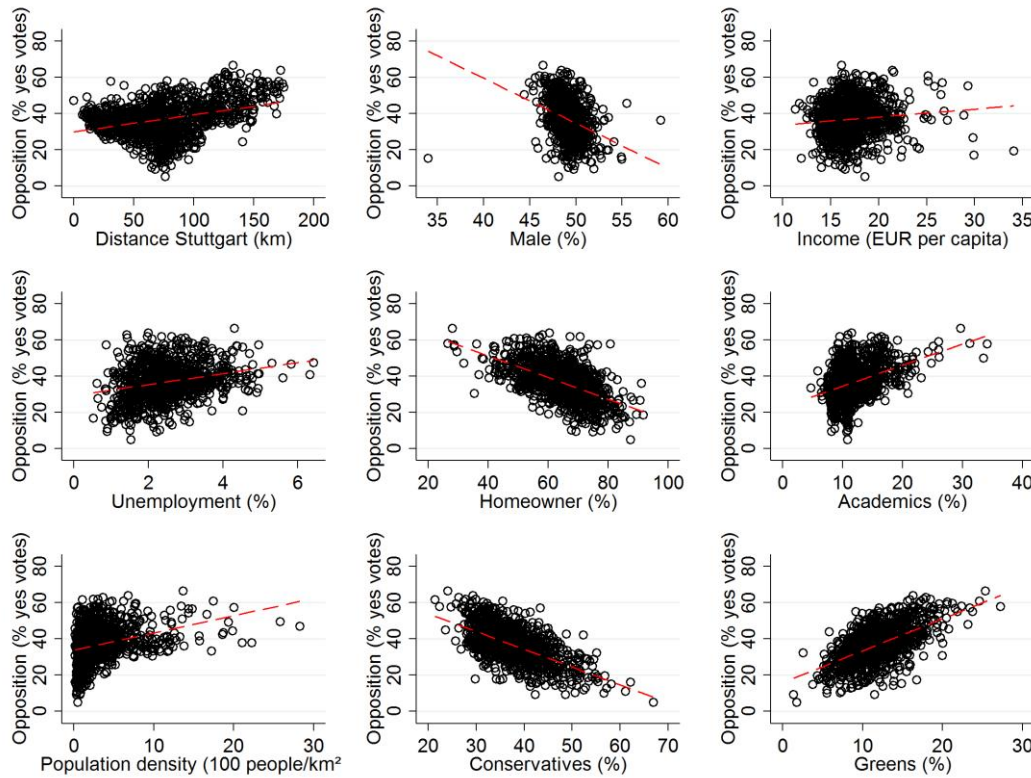 Opposition (% yes votes)
80
60
40
20
0
0 50 100 150 200
Distance Stuttgart (km)
Opposition (% yes votes)
80
60
40
20
0
35 40 45 50 55 60
Male (%)
Opposition (% yes votes)
80
60
40
20
0
10 15 20 25 30 35
Income (EUR per capita)
Opposition (% yes votes)
80
60
40
20
0
0 2 4 6
Unemployment (%)
Opposition (% yes votes)
80
60
40
20
0
20 40 60 80 100
Homeowner (%)
Opposition (% yes votes)
80
60
40
20
0
0 10 20 30 40
Academics (%)
Opposition (% yes votes)
80
60
40
20
0
0 10 20 30
Population density (100 people/km²
Opposition (% yes votes)
80
60
40
20
0
20 30 40 50 60 70
Conservatives (%)
Opposition (% yes votes)
80
60
40
20
0
0 10 20 30
Greens (%)